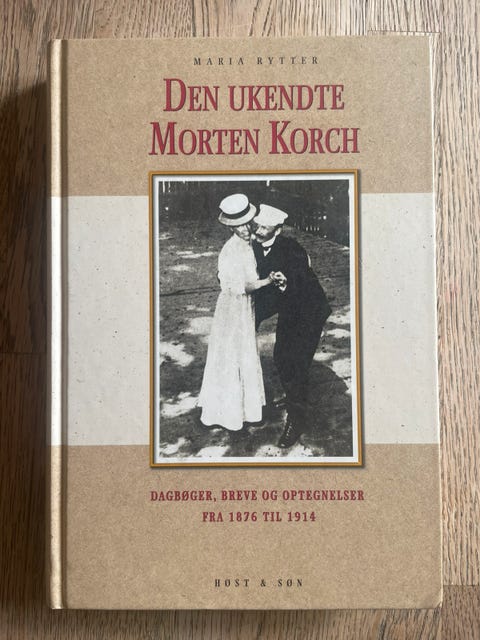 MARIA RYTTER
DEN UKENDTE
MORTEN KORCH
DAGBØGER, BREVE OG OPTEGNELSER
FRA 1876 TIL 1914
HØST & SØN